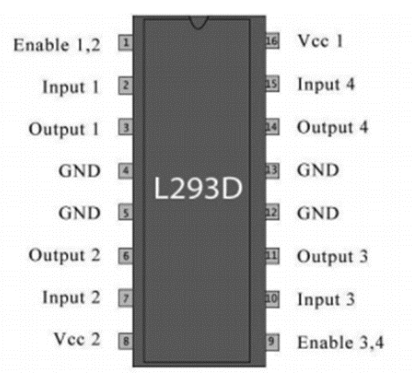 Enable 1,2 1 16 Vcc 1
Input 1 2 15 Input 4
Output 1 3 14 Output 4
GND 4 13 GND
L293D
GND 5 12 GND
Output 2 6 11 Output 3
Input 2 7 10 Input 3
Vcc 2 8 9 Enable 3,4